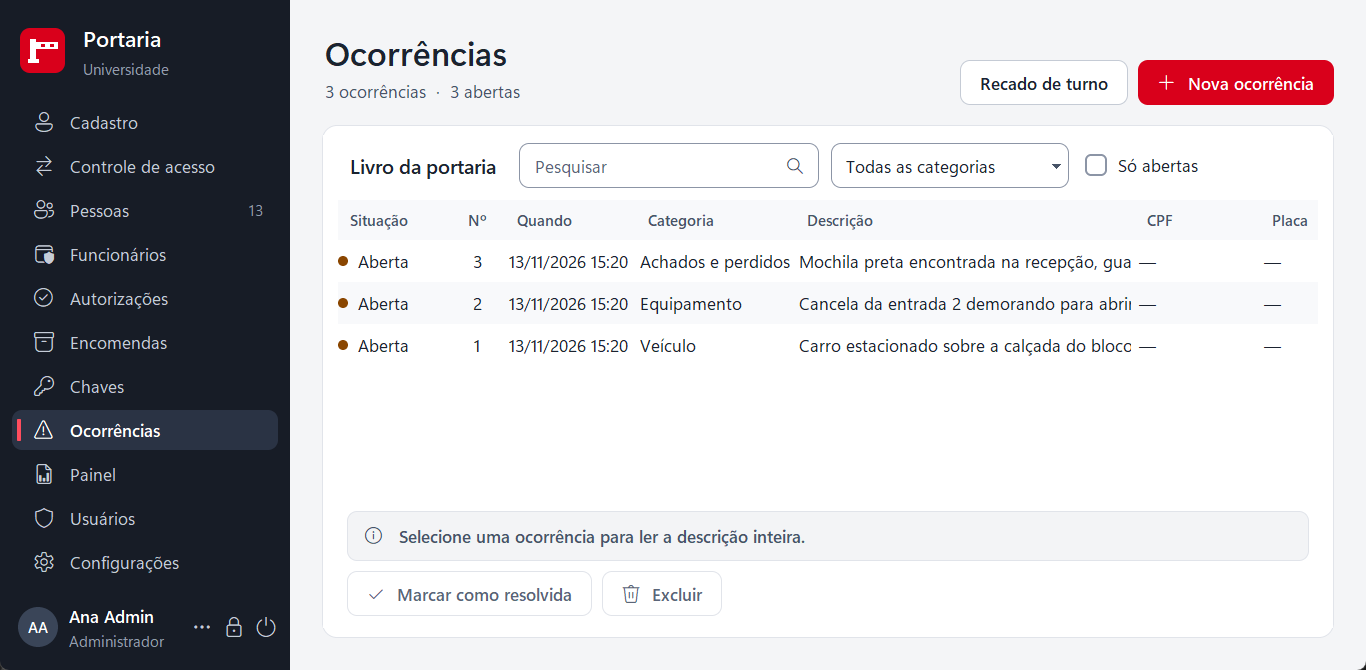 Portaria
Universidade
Cadastro
Controle de acesso
Pessoas 13
Funcionários
Autorizações
Encomendas
Chaves
Ocorrências
Painel
Usuários
Configurações
AA
Ana Admin
Administrador
Ocorrências
3 ocorrências · 3 abertas
Recado de turno
Nova ocorrência
Livro da portaria
Pesquisar
Todas as categorias
Só abertas
Situação Nº Quando Categoria Descrição CPF Placa
Aberta 3 13/11/2026 15:20 Achados e perdidos Mochila preta encontrada na recepção, gua — —
Aberta 2 13/11/2026 15:20 Equipamento Cancela da entrada 2 demorando para abrir — —
Aberta 1 13/11/2026 15:20 Veículo Carro estacionado sobre a calçada do bloco — —
Selecione uma ocorrência para ler a descrição inteira.
Marcar como resolvida
Excluir